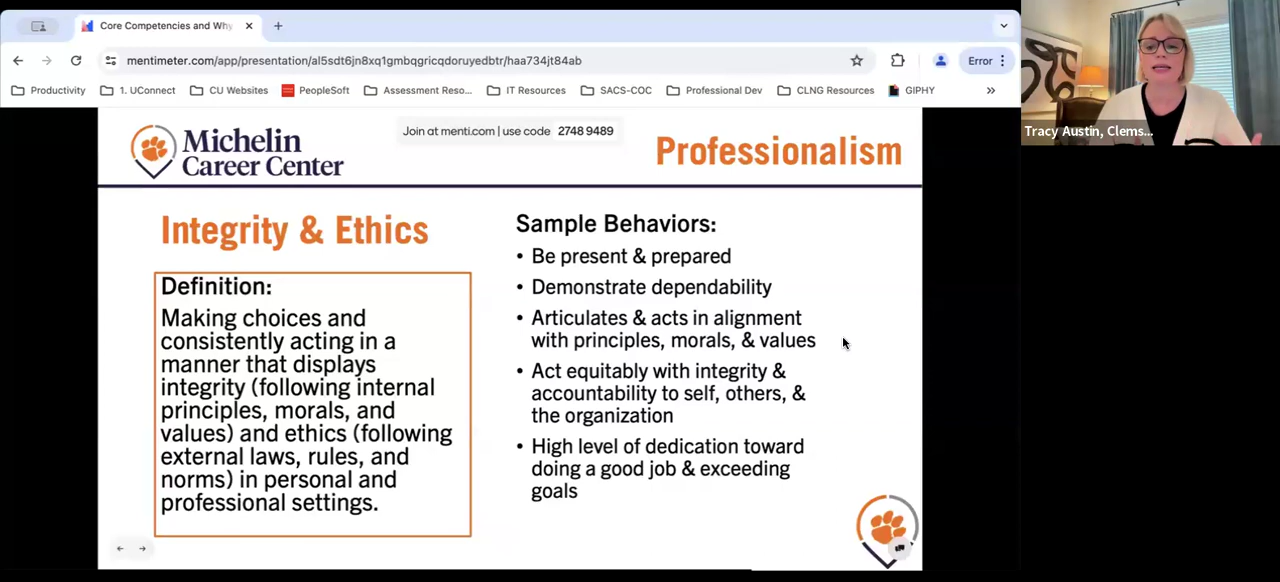 Core Competencies and Why
mentimeter.com/app/presentation/al5sdt6jn8xq1gmbqgricqdoruyedbtr/haa734jt84ab
Error
Productivity
1. UConnect
CU Websites
PeopleSoft
Assessment Reso...
IT Resources
SACS-COC
Professional Dev
CLNG Resources
GIPHY
Tracy Austin, Clems...
Join at menti.com | use code 2748 9489
Michelin
Career Center
Professionalism
Integrity & Ethics
Definition:
Making choices and
consistently acting in a
manner that displays
integrity (following internal
principles, morals, and
values) and ethics (following
external laws, rules, and
norms) in personal and
professional settings.
Sample Behaviors:
• Be present & prepared
• Demonstrate dependability
• Articulates & acts in alignment
with principles, morals, & values
• Act equitably with integrity &
accountability to self, others, &
the organization
• High level of dedication toward
doing a good job & exceeding
goals